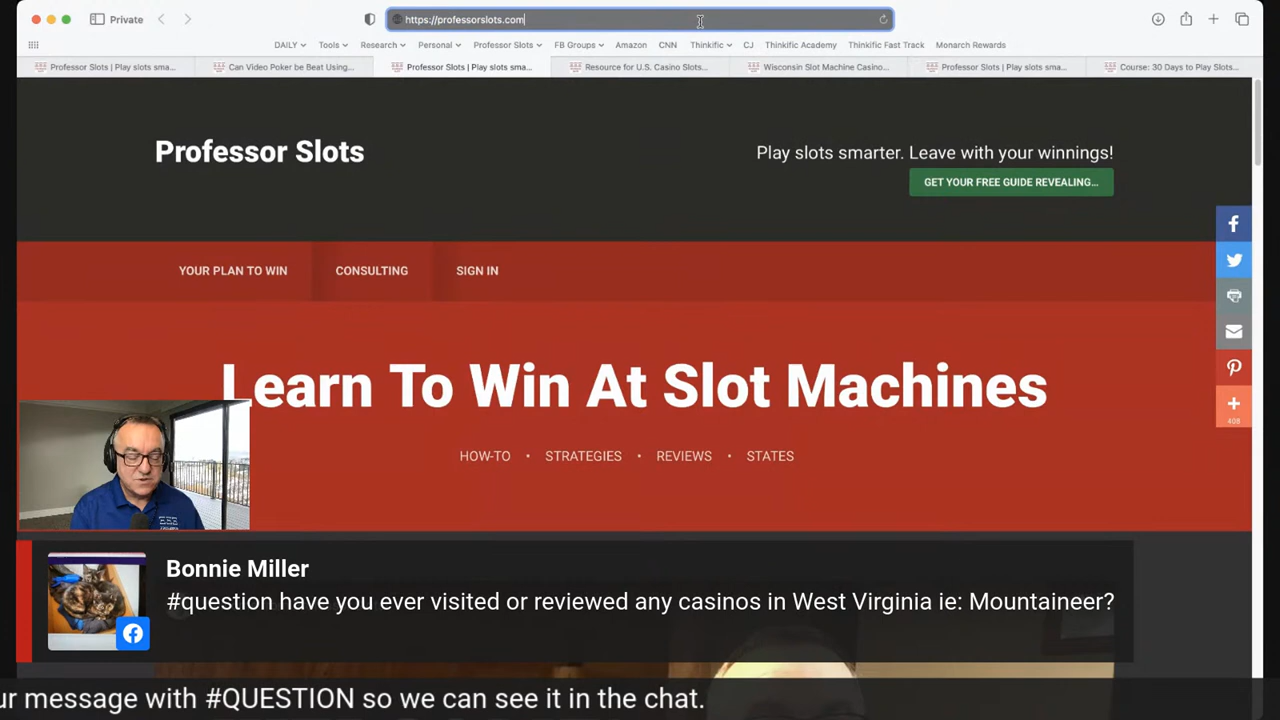 Private
https://professorslots.com
DAILY
Tools
Research
Personal
Professor Slots
FB Groups
Amazon
CNN
Thinkific
CJ
Thinkific Academy
Thinkific Fast Track
Monarch Rewards
Professor Slots | Play slots sma...
Can Video Poker be Beat Using...
Professor Slots | Play slots sma...
Resource for U.S. Casino Slots...
Wisconsin Slot Machine Casino...
Professor Slots | Play slots sma...
Course: 30 Days to Play Slots...
Professor Slots
Play slots smarter. Leave with your winnings!
GET YOUR FREE GUIDE REVEALING...
YOUR PLAN TO WIN
CONSULTING
SIGN IN
Learn To Win At Slot Machines
HOW-TO • STRATEGIES • REVIEWS • STATES
408
Bonnie Miller
#question have you ever visited or reviewed any casinos in West Virginia ie: Mountaineer?
ur message with #QUESTION so we can see it in the chat.